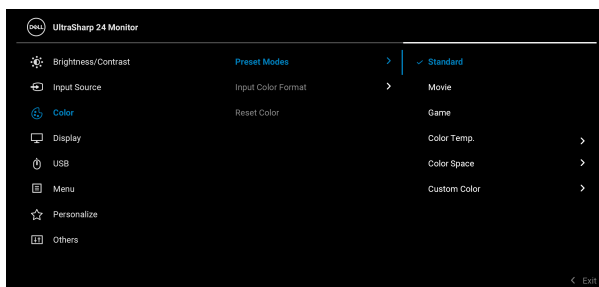 DELL UltraSharp 24 Monitor
Brightness/Contrast Preset Modes Standard
Input Source Input Color Format Movie
Color Reset Color Game
Display Color Temp.
USB Color Space
Menu Custom Color
Personalize
Others
Exit